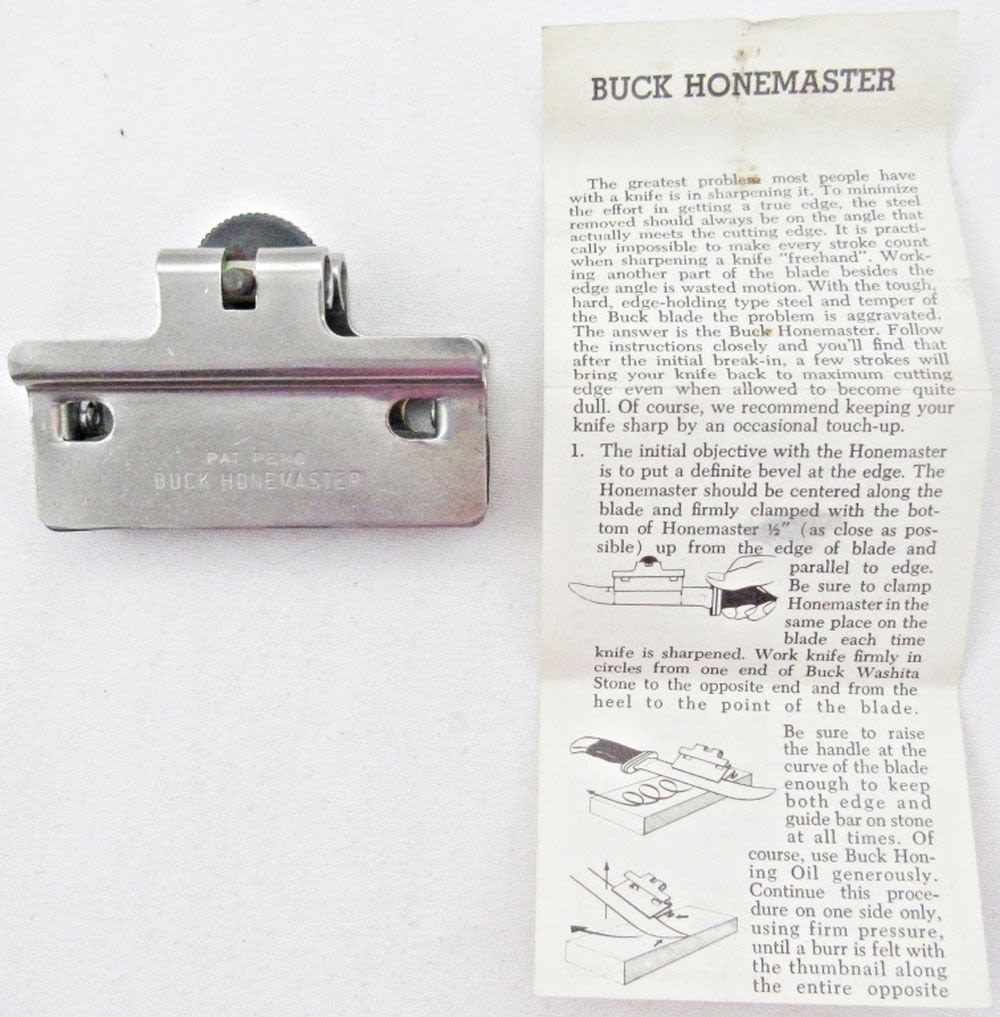 PAT PEND
BUCK HONEMASTER
BUCK HONEMASTER
The greatest problem most people have
with a knife is in sharpening it. To minimize
the effort in getting a true edge, the steel
removed should always be on the angle that
actually meets the cutting edge. It is practi-
cally impossible to make every stroke count
when sharpening a knife "freehand". Work-
ing another part of the blade besides the
edge angle is wasted motion. With the tough,
hard, edge-holding type steel and temper of
the Buck blade the problem is aggravated.
The answer is the Buck Honemaster. Follow
the instructions closely and you'll find that
after the initial break-in, a few strokes will
bring your knife back to maximum cutting
edge even when allowed to become quite
dull. Of course, we recommend keeping your
knife sharp by an occasional touch-up.
1. The initial objective with the Honemaster
is to put a definite bevel at the edge. The
Honemaster should be centered along the
blade and firmly clamped with the bot-
tom of Honemaster ½" (as close as pos-
sible) up from the edge of blade and
parallel to edge.
Be sure to clamp
Honemaster in the
same place on the
blade each time
knife is sharpened. Work knife firmly in
circles from one end of Buck Washita
Stone to the opposite end and from the
heel to the point of the blade.
Be sure to raise
the handle at the
curve of the blade
enough to keep
both edge and
guide bar on stone
at all times. Of
course, use Buck Hon-
ing Oil generously.
Continue this proce-
dure on one side only,
using firm pressure,
until a burr is felt with
the thumbnail along
the entire opposite